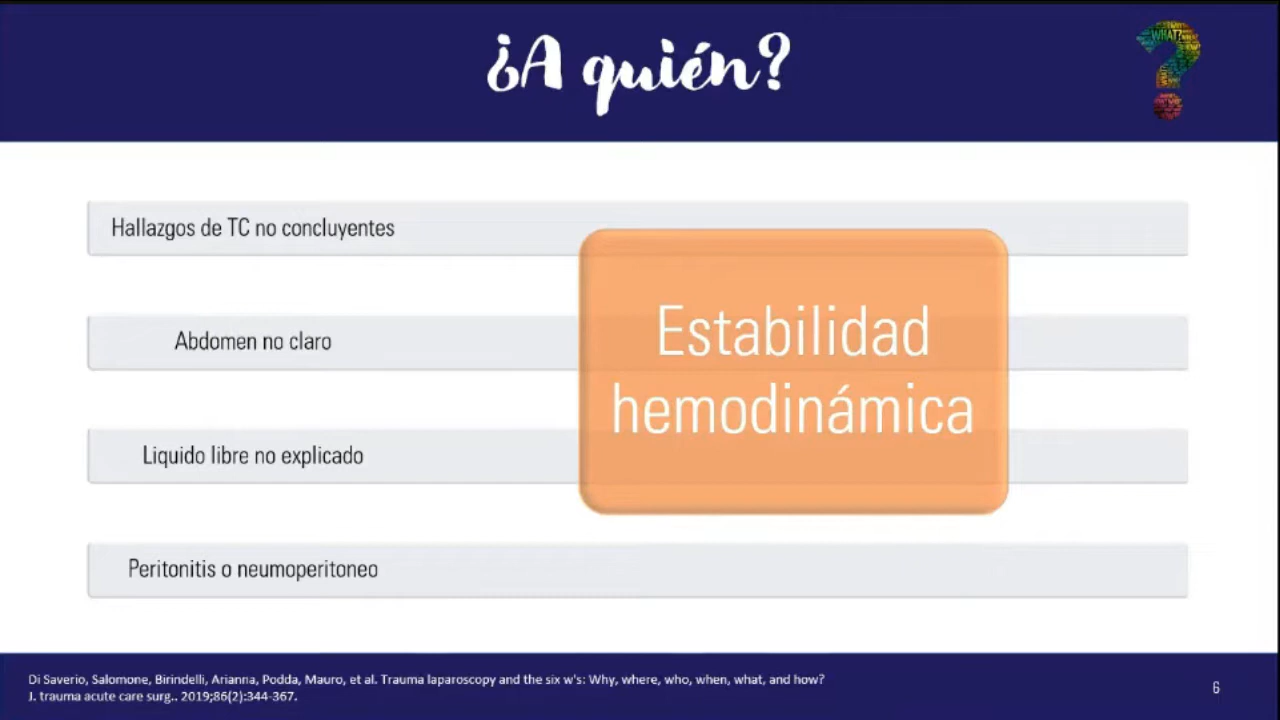 ¿A quién?
WHAT?
Hallazgos de TC no concluyentes
Abdomen no claro
Liquido libre no explicado
Peritonitis o neumoperitoneo
Estabilidad
hemodinámica
Di Saverio, Salomone, Birindelli, Arianna, Podda, Mauro, et al. Trauma laparoscopy and the six w's: Why, where, who, when, what, and how?
J. trauma acute care surg.. 2019;86(2):344-367.
6